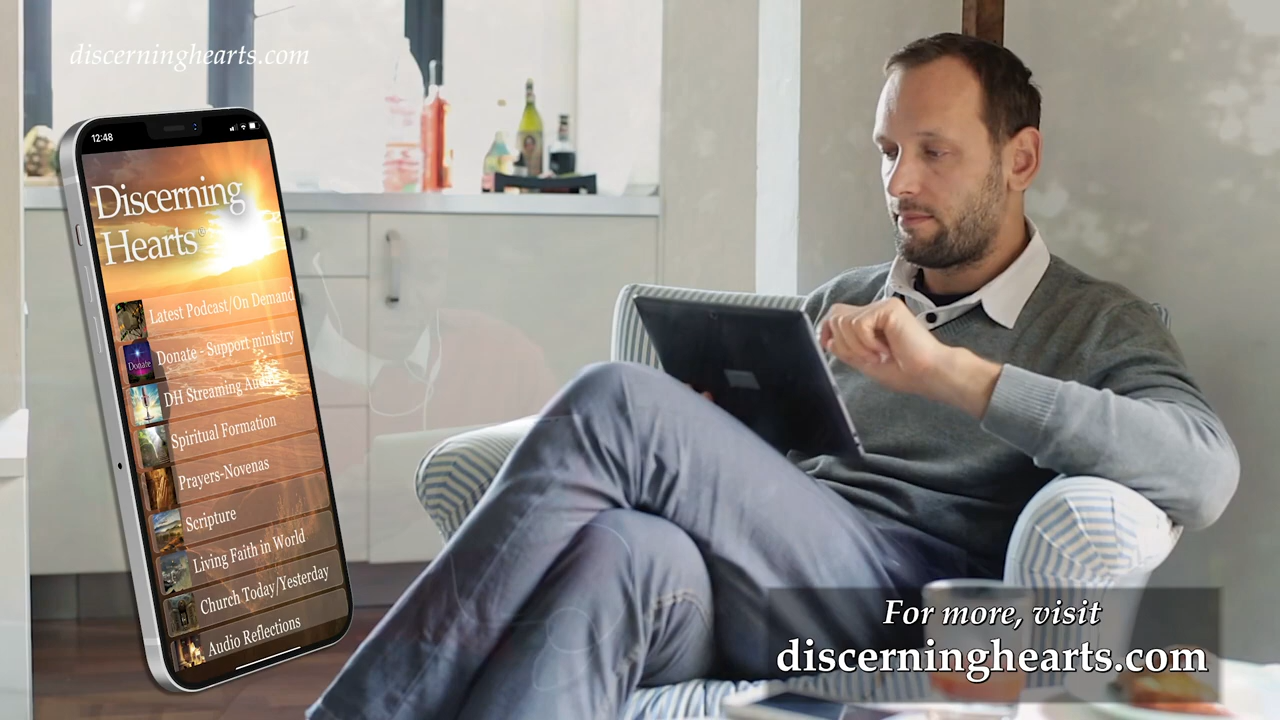 discerninghearts.com
12:48
Discerning
Hearts®
Latest Podcast/On Demand
Donate
Donate - Support ministry
DH Streaming Audio
Spiritual Formation
Prayers-Novenas
Scripture
Living Faith in World
Church Today/Yesterday
Audio Reflections
For more, visit
discerninghearts.com